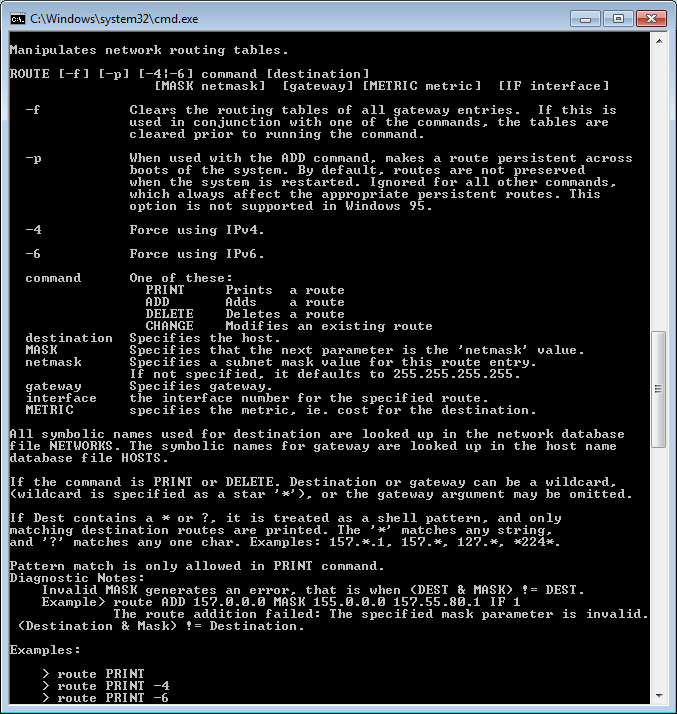 C:\Windows\system32\cmd.exe
Manipulates network routing tables.
ROUTE [-f] [-p] [-4|-6] command [destination]
[MASK netmask] [gateway] [METRIC metric] [IF interface]
-f Clears the routing tables of all gateway entries. If this is
used in conjunction with one of the commands, the tables are
cleared prior to running the command.
-p When used with the ADD command, makes a route persistent across
boots of the system. By default, routes are not preserved
when the system is restarted. Ignored for all other commands,
which always affect the appropriate persistent routes. This
option is not supported in Windows 95.
-4 Force using IPv4.
-6 Force using IPv6.
command One of these:
PRINT Prints a route
ADD Adds a route
DELETE Deletes a route
CHANGE Modifies an existing route
destination Specifies the host.
MASK Specifies that the next parameter is the 'netmask' value.
netmask Specifies a subnet mask value for this route entry.
If not specified, it defaults to 255.255.255.255.
gateway Specifies gateway.
interface the interface number for the specified route.
METRIC specifies the metric, ie. cost for the destination.
All symbolic names used for destination are looked up in the network database
file NETWORKS. The symbolic names for gateway are looked up in the host name
database file HOSTS.
If the command is PRINT or DELETE. Destination or gateway can be a wildcard,
(wildcard is specified as a star '*'), or the gateway argument may be omitted.
If Dest contains a * or ?, it is treated as a shell pattern, and only
matching destination routes are printed. The '*' matches any string,
and '?' matches any one char. Examples: 157.*.1, 157.*, 127.*, *224*.
Pattern match is only allowed in PRINT command.
Diagnostic Notes:
Invalid MASK generates an error, that is when (DEST & MASK) != DEST.
Example> route ADD 157.0.0.0 MASK 155.0.0.0 157.55.80.1 IF 1
The route addition failed: The specified mask parameter is invalid.
(Destination & Mask) != Destination.
Examples:
> route PRINT
> route PRINT -4
> route PRINT -6